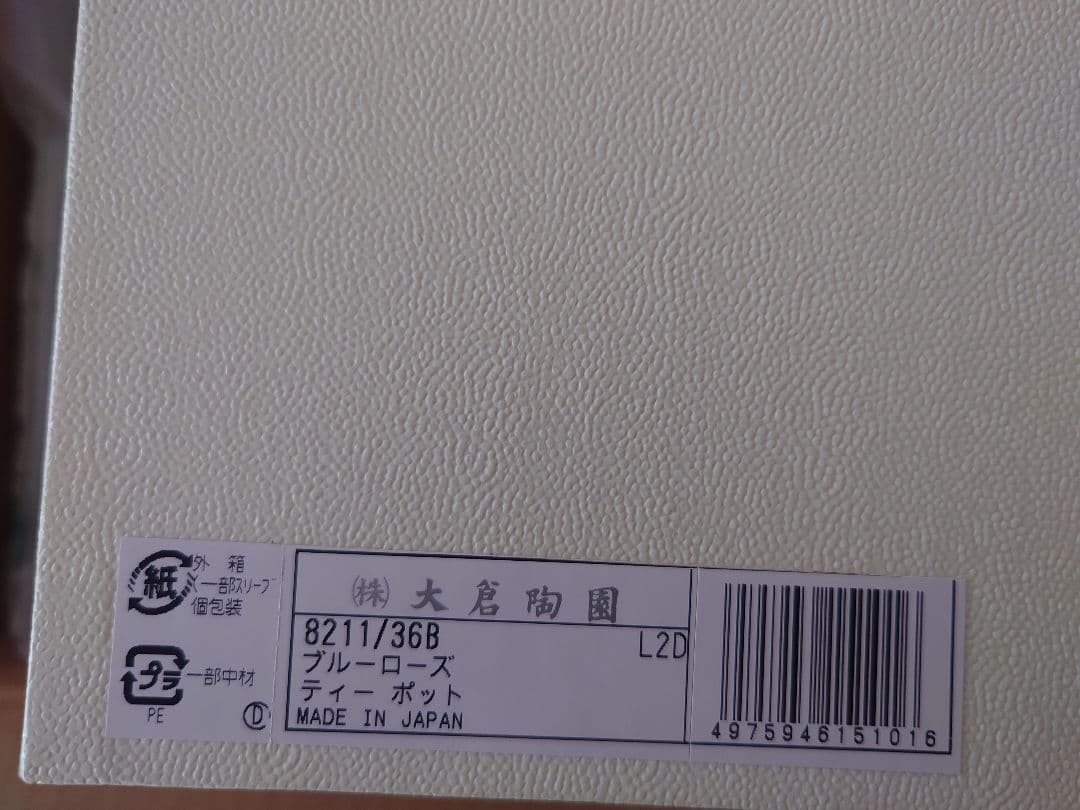 紙
外 箱
一部スリーブ
個包装
プラ
一部中材
PE
D
㈱ 大倉陶園
8211/36B
L2D
ブルーローズ
ティー ポット
MADE IN JAPAN
4975946151016